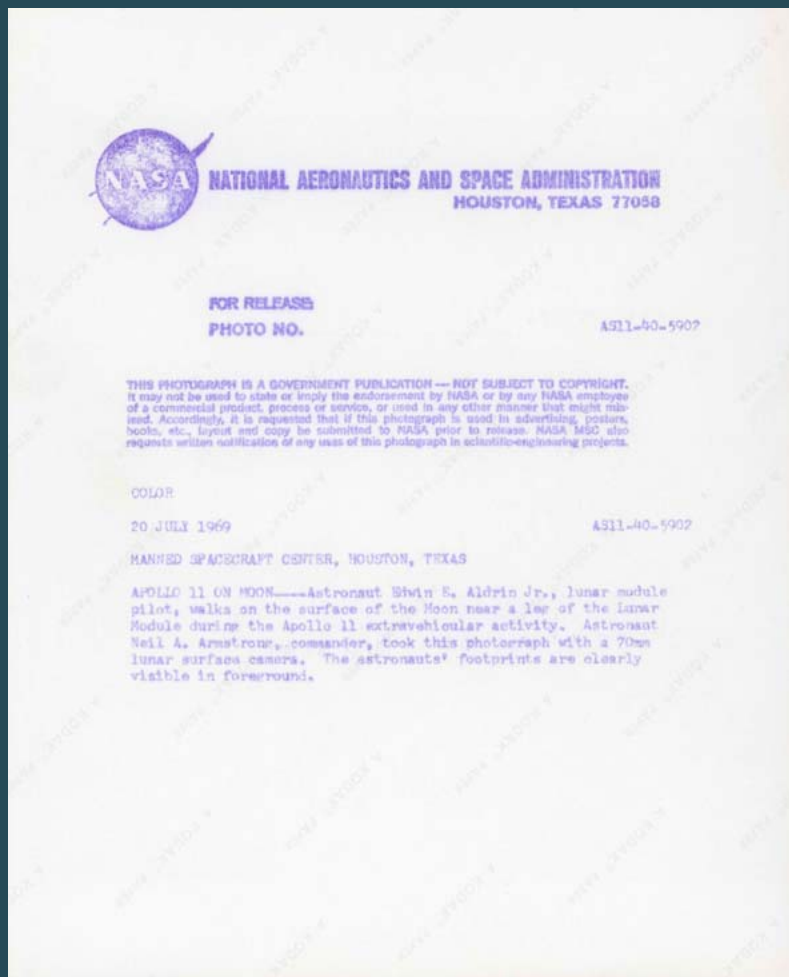 NASA
NATIONAL AERONAUTICS AND SPACE ADMINISTRATION
HOUSTON, TEXAS 77058
FOR RELEASE
PHOTO NO.
AS11-40-5902
THIS PHOTOGRAPH IS A GOVERNMENT PUBLICATION — NOT SUBJECT TO COPYRIGHT.
It may not be used to state or imply the endorsement by NASA or by any NASA employee
of a commercial product, process or service, or used in any other manner that might mis-
lead. Accordingly, it is requested that if this photograph is used in advertising, posters,
books, etc., layout and copy be submitted to NASA prior to release. NASA MSC also
requests written notification of any uses of this photograph in scientific-engineering projects.
COLOR
20 JULY 1969 AS11-40-5902
MANNED SPACECRAFT CENTER, HOUSTON, TEXAS
APOLLO 11 ON MOON----Astronaut Edwin E. Aldrin Jr., lunar module
pilot, walks on the surface of the Moon near a leg of the Lunar
Module during the Apollo 11 extravehicular activity. Astronaut
Neil A. Armstrong, commander, took this photograph with a 70mm
lunar surface camera. The astronauts' footprints are clearly
visible in foreground.